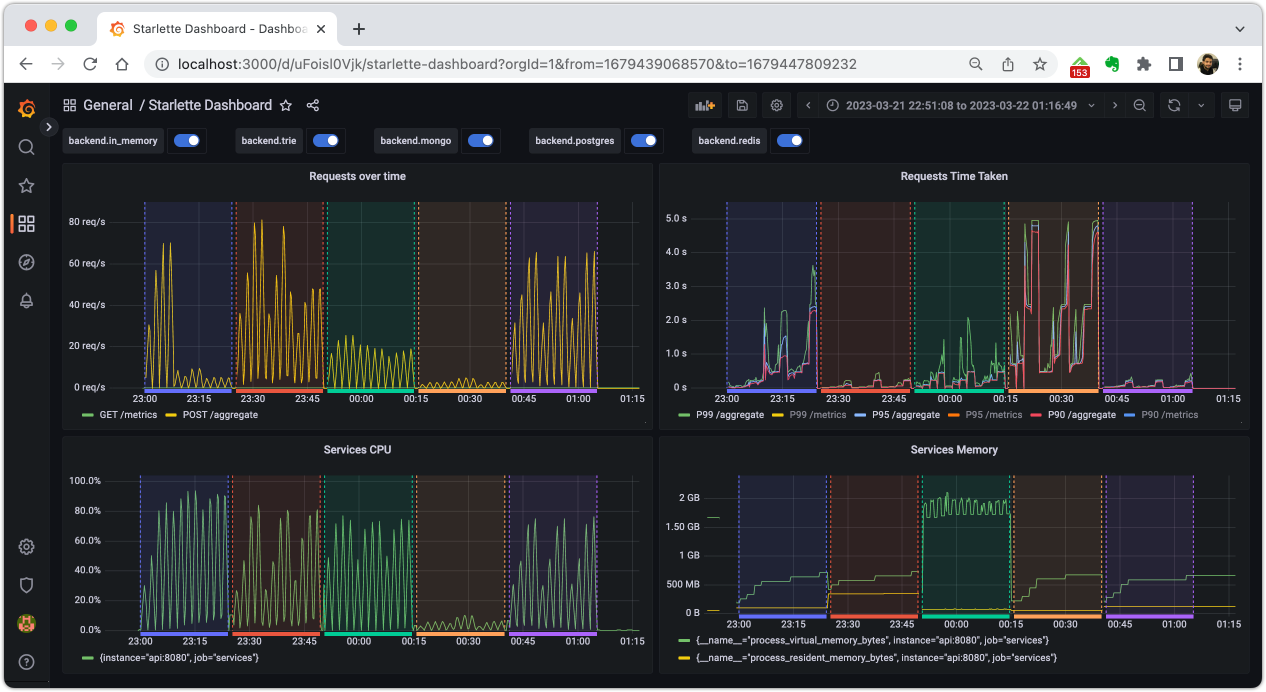 Starlette Dashboard - Dashboa
localhost:3000/d/uFoisl0Vjk/starlette-dashboard?orgId=1&from=1679439068570&to=1679447809232
153
General / Starlette Dashboard
2023-03-21 22:51:08 to 2023-03-22 01:16:49
backend.in_memory backend.trie backend.mongo backend.postgres backend.redis
Requests over time
80 req/s
60 req/s
40 req/s
20 req/s
0 req/s
23:00 23:15 23:30 23:45 00:00 00:15 00:30 00:45 01:00 01:15
GET /metrics POST /aggregate
Requests Time Taken
5.0 s
4.0 s
3.0 s
2.0 s
1.0 s
0 s
23:00 23:15 23:30 23:45 00:00 00:15 00:30 00:45 01:00 01:15
P99 /aggregate P99 /metrics P95 /aggregate P95 /metrics P90 /aggregate P90 /metrics
Services CPU
100.0%
80.0%
60.0%
40.0%
20.0%
0.0%
23:00 23:15 23:30 23:45 00:00 00:15 00:30 00:45 01:00 01:15
{instance="api:8080", job="services"}
Services Memory
2 GB
1.50 GB
1 GB
500 MB
0 B
23:00 23:15 23:30 23:45 00:00 00:15 00:30 00:45 01:00 01:15
{__name__="process_virtual_memory_bytes", instance="api:8080", job="services"}
{__name__="process_resident_memory_bytes", instance="api:8080", job="services"}